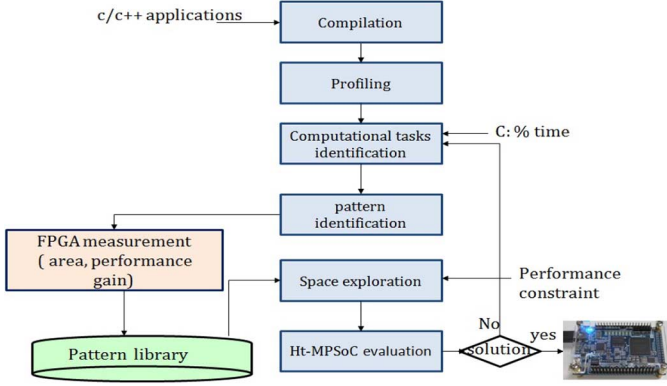 c/c++ applications
Compilation
Profiling
Computational tasks
identification
C: % time
pattern
identification
FPGA measurement
( area, performance
gain)
Space exploration
Performance
constraint
Pattern library
Ht-MPSoC evaluation
No
solution
yes